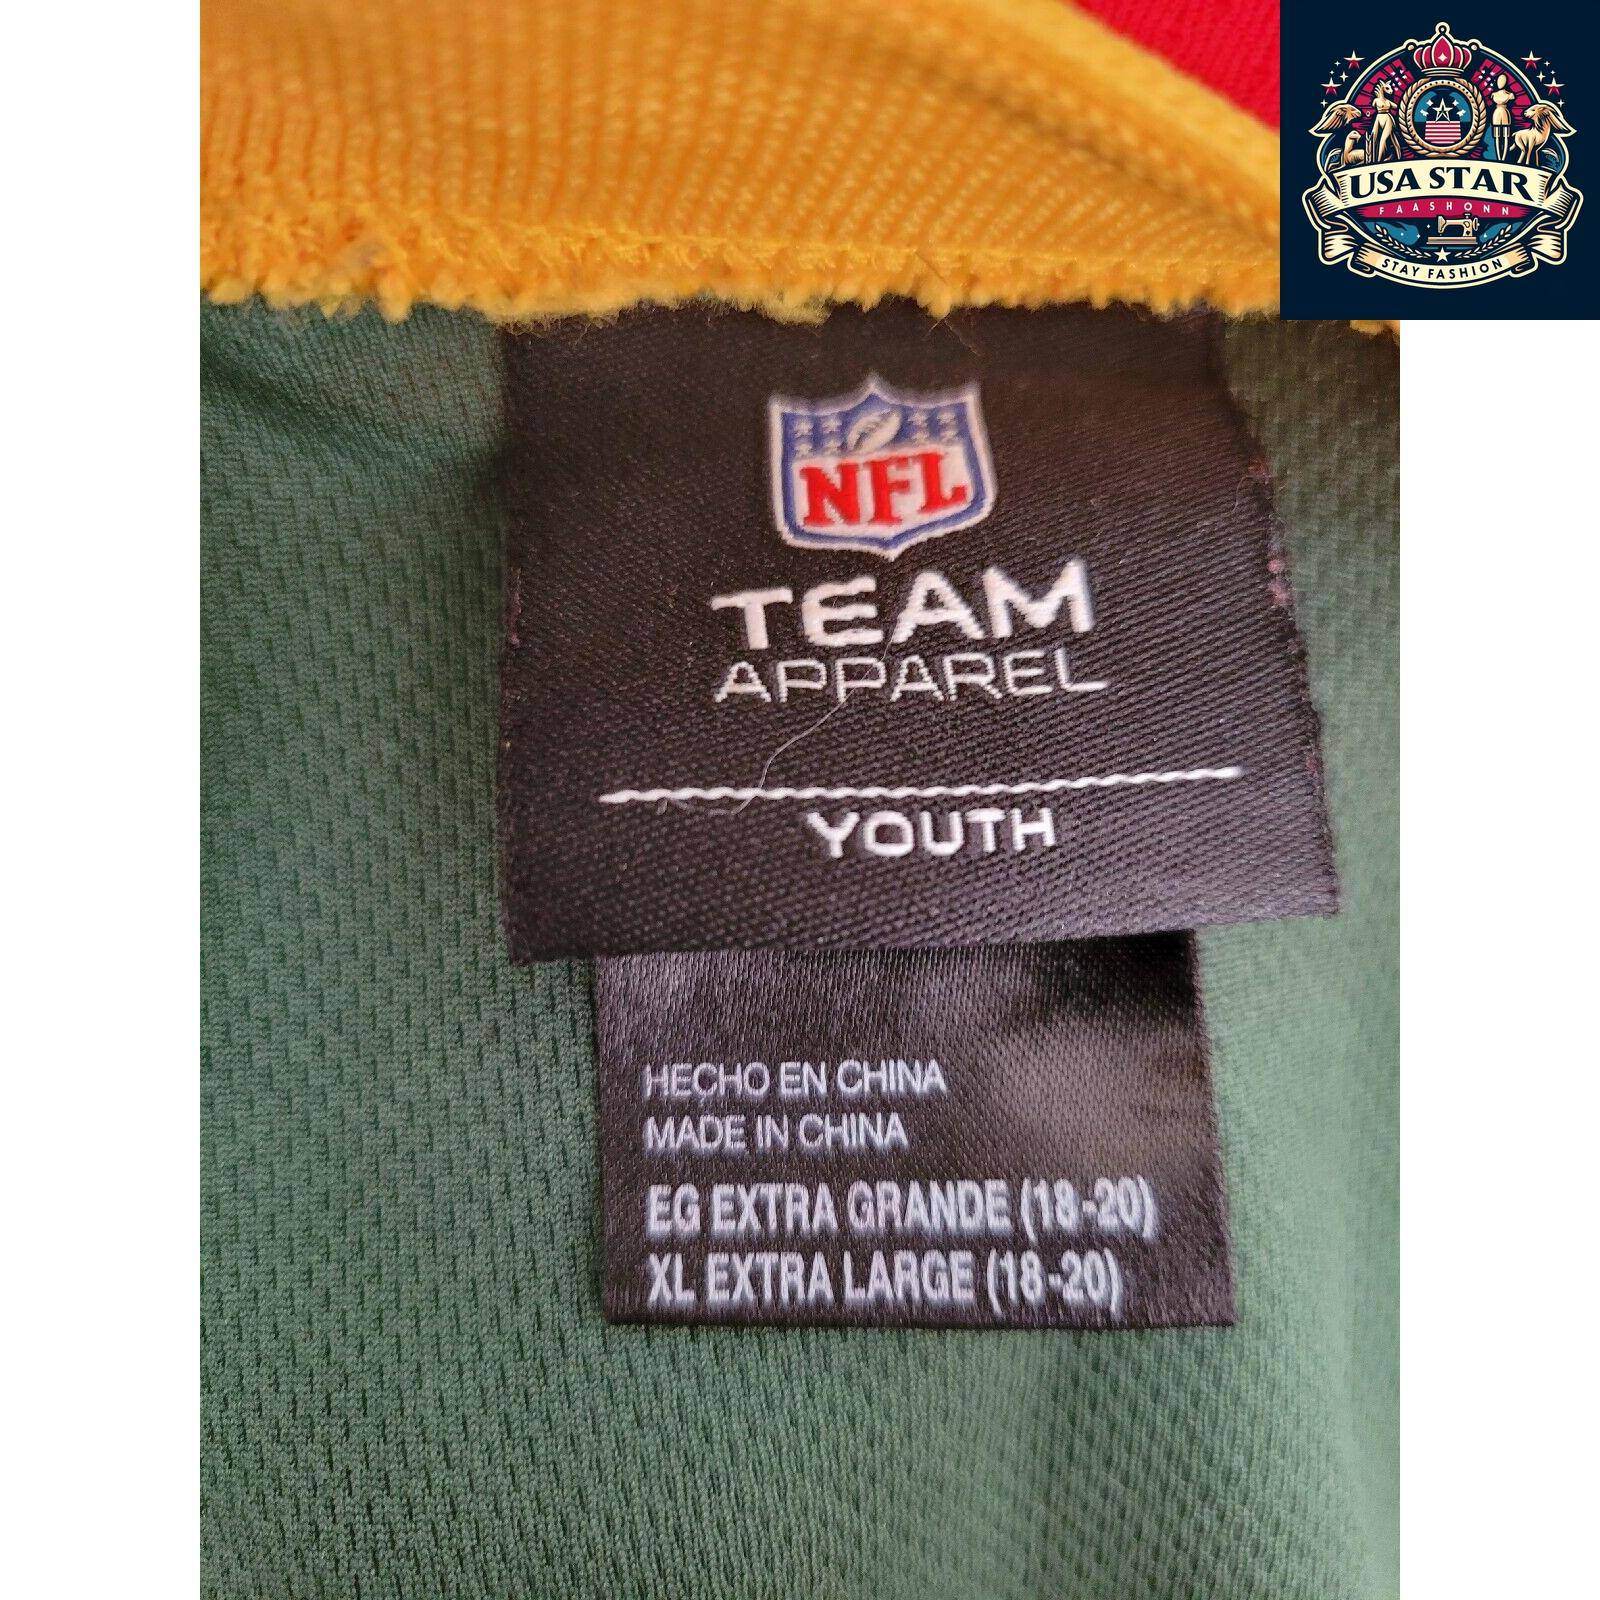 USA STAR
FAASHONN
STAY FASHION
NFL
TEAM
APPAREL
YOUTH
HECHO EN CHINA
MADE IN CHINA
EG EXTRA GRANDE (18-20)
XL EXTRA LARGE (18-20)